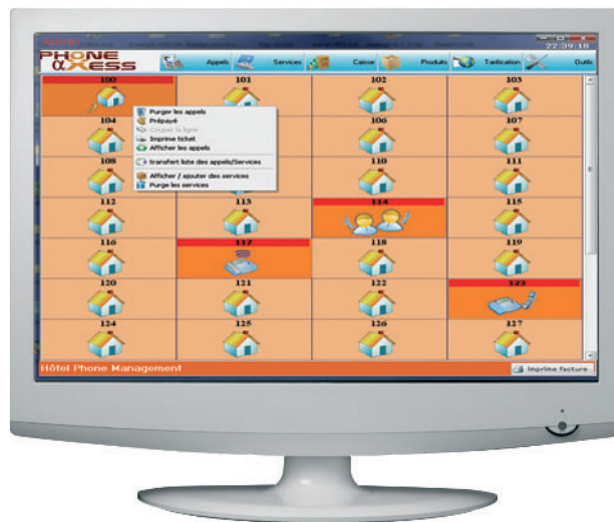 22:39:18
PHONE
αXESS
Appels Services Caisse Produits Taxification Outils
100 101 102 103
Purger les appels
Prépayé
Couper la ligne
Imprime ticket
Afficher les appels
transfert liste des appels/Services
Afficher / ajouter des services
Purge les services
104 106 107
108 110 111
112 113 114 115
116 117 118 119
120 121 122 123
124 125 126 127
Hôtel Phone Management
Imprime facture